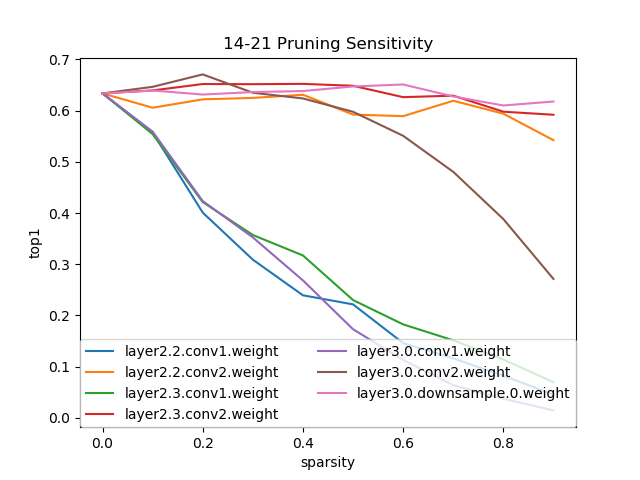 14-21 Pruning Sensitivity
top1
0.7
0.6
0.5
0.4
0.3
0.2
0.1
0.0
layer2.2.conv1.weight
layer2.2.conv2.weight
layer2.3.conv1.weight
layer2.3.conv2.weight
layer3.0.conv1.weight
layer3.0.conv2.weight
layer3.0.downsample.0.weight
0.0 0.2 0.4 0.6 0.8
sparsity